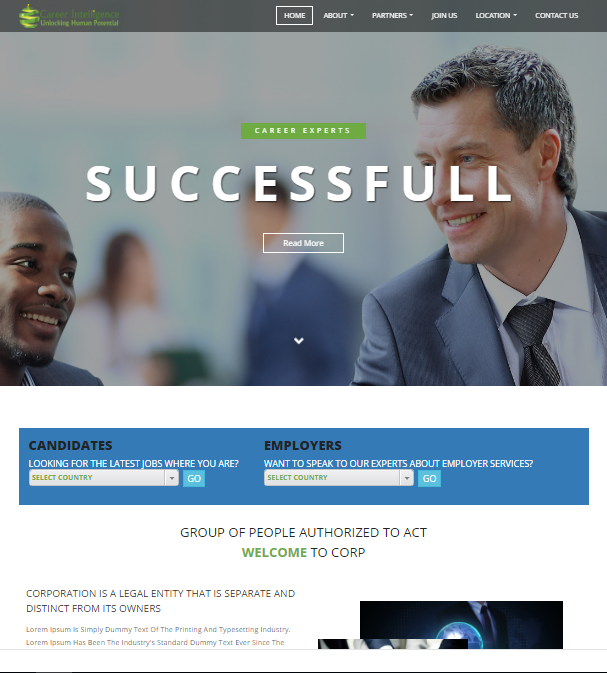 Career Intelligence
Unlocking Human Potential
HOME ABOUT PARTNERS JOIN US LOCATION CONTACT US
CAREER EXPERTS
SUCCESSFULL
Read More
CANDIDATES
LOOKING FOR THE LATEST JOBS WHERE YOU ARE?
SELECT COUNTRY GO
EMPLOYERS
WANT TO SPEAK TO OUR EXPERTS ABOUT EMPLOYER SERVICES?
SELECT COUNTRY GO
GROUP OF PEOPLE AUTHORIZED TO ACT
WELCOME TO CORP
CORPORATION IS A LEGAL ENTITY THAT IS SEPARATE AND
DISTINCT FROM ITS OWNERS
Lorem Ipsum Is Simply Dummy Text Of The Printing And Typesetting Industry.
Lorem Ipsum Has Been The Industry's Standard Dummy Text Ever Since The